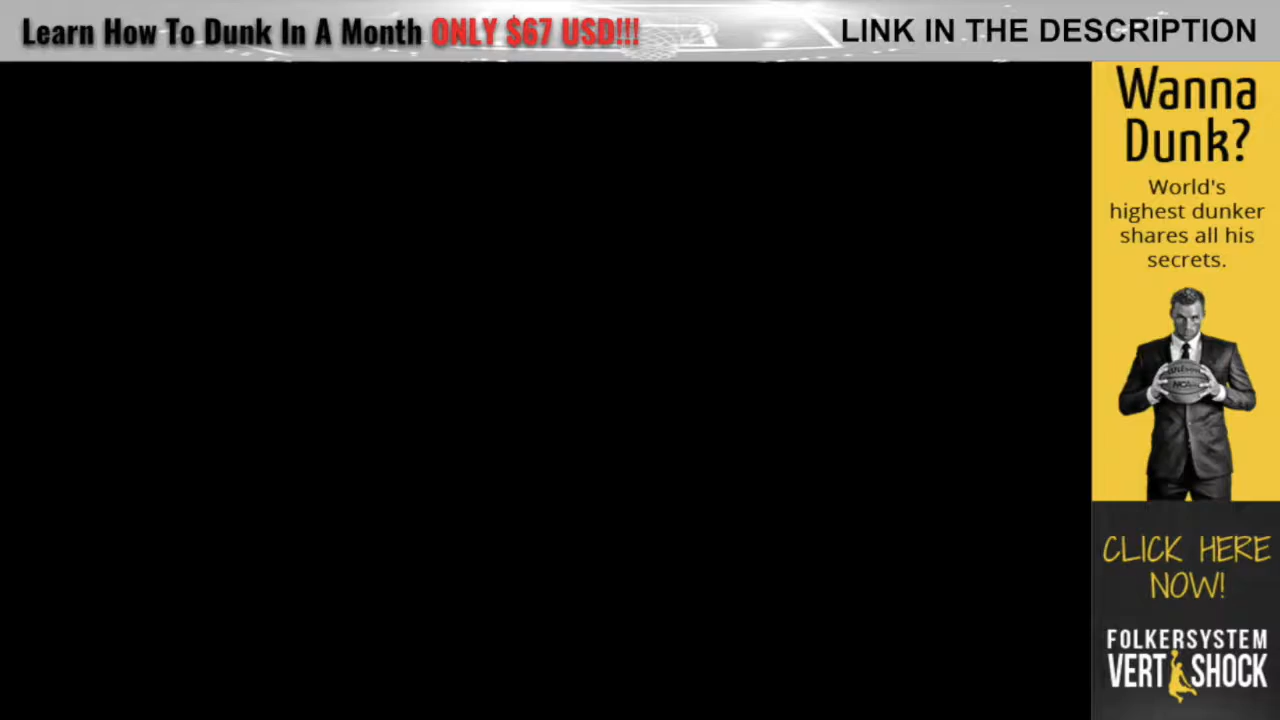 Learn How To Dunk In A Month ONLY $67 USD!!!
LINK IN THE DESCRIPTION
Wanna
Dunk?
World's
highest dunker
shares all his
secrets.
NCAA
CLICK HERE
NOW!
FOLKERSYSTEM
VERT SHOCK